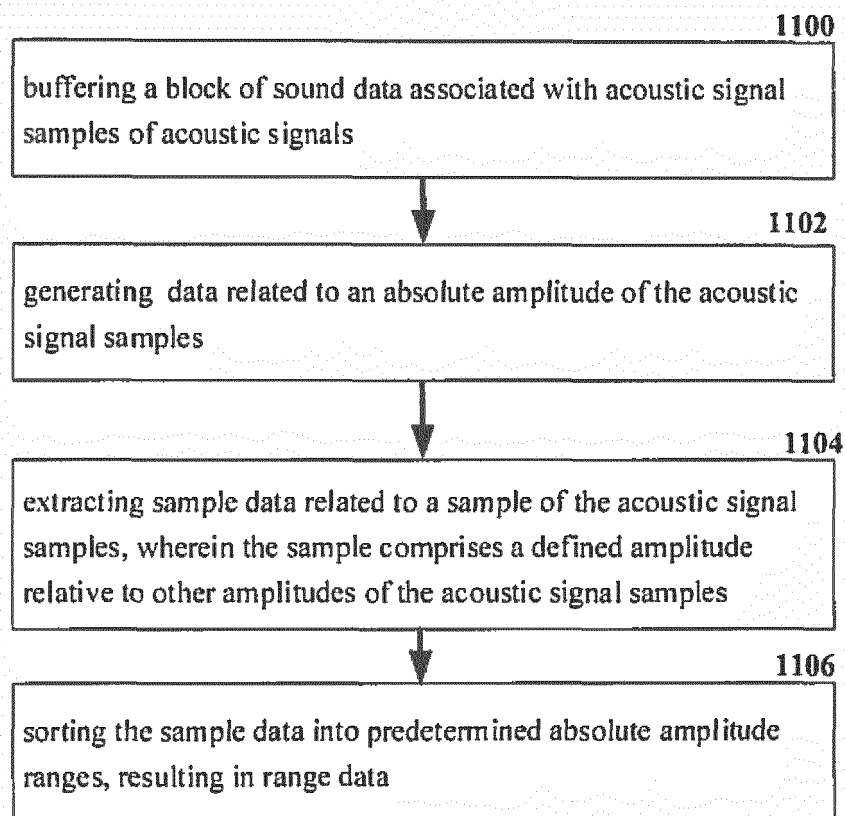 1100
buffering a block of sound data associated with acoustic signal
samples of acoustic signals
1102
generating data related to an absolute amplitude of the acoustic
signal samples
1104
extracting sample data related to a sample of the acoustic signal
samples, wherein the sample comprises a defined amplitude
relative to other amplitudes of the acoustic signal samples
1106
sorting the sample data into predetermined absolute amplitude
ranges, resulting in range data